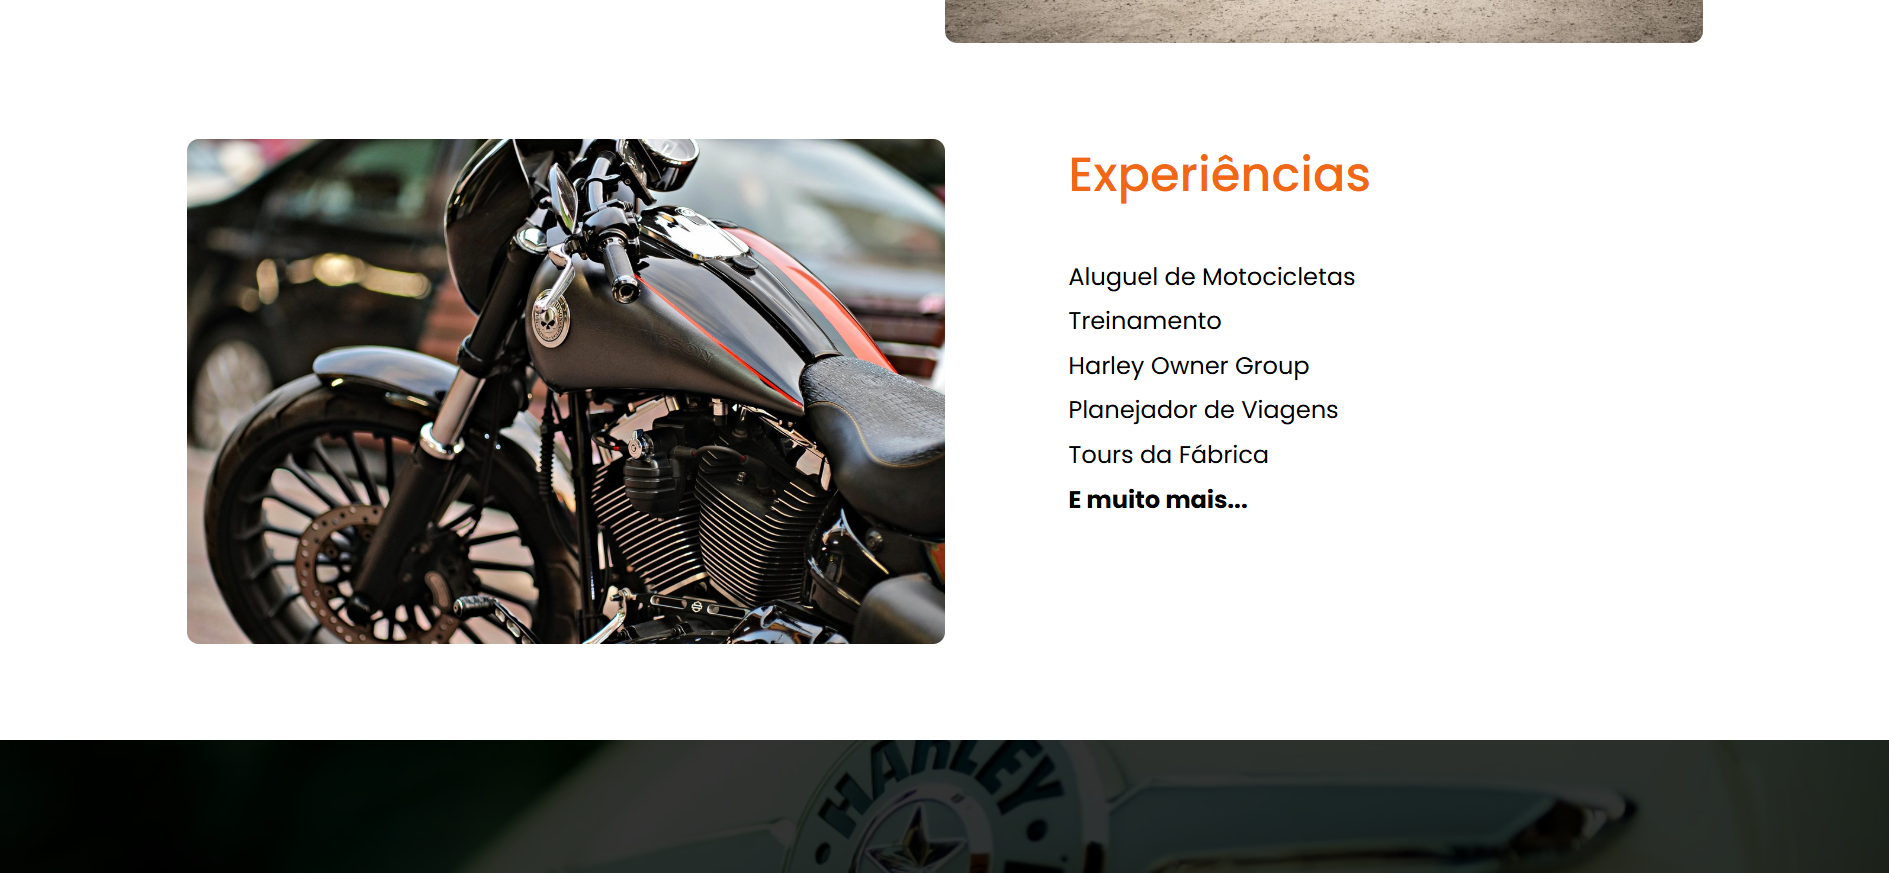 Experiências
Aluguel de Motocicletas
Treinamento
Harley Owner Group
Planejador de Viagens
Tours da Fábrica
E muito mais...
HARLEY